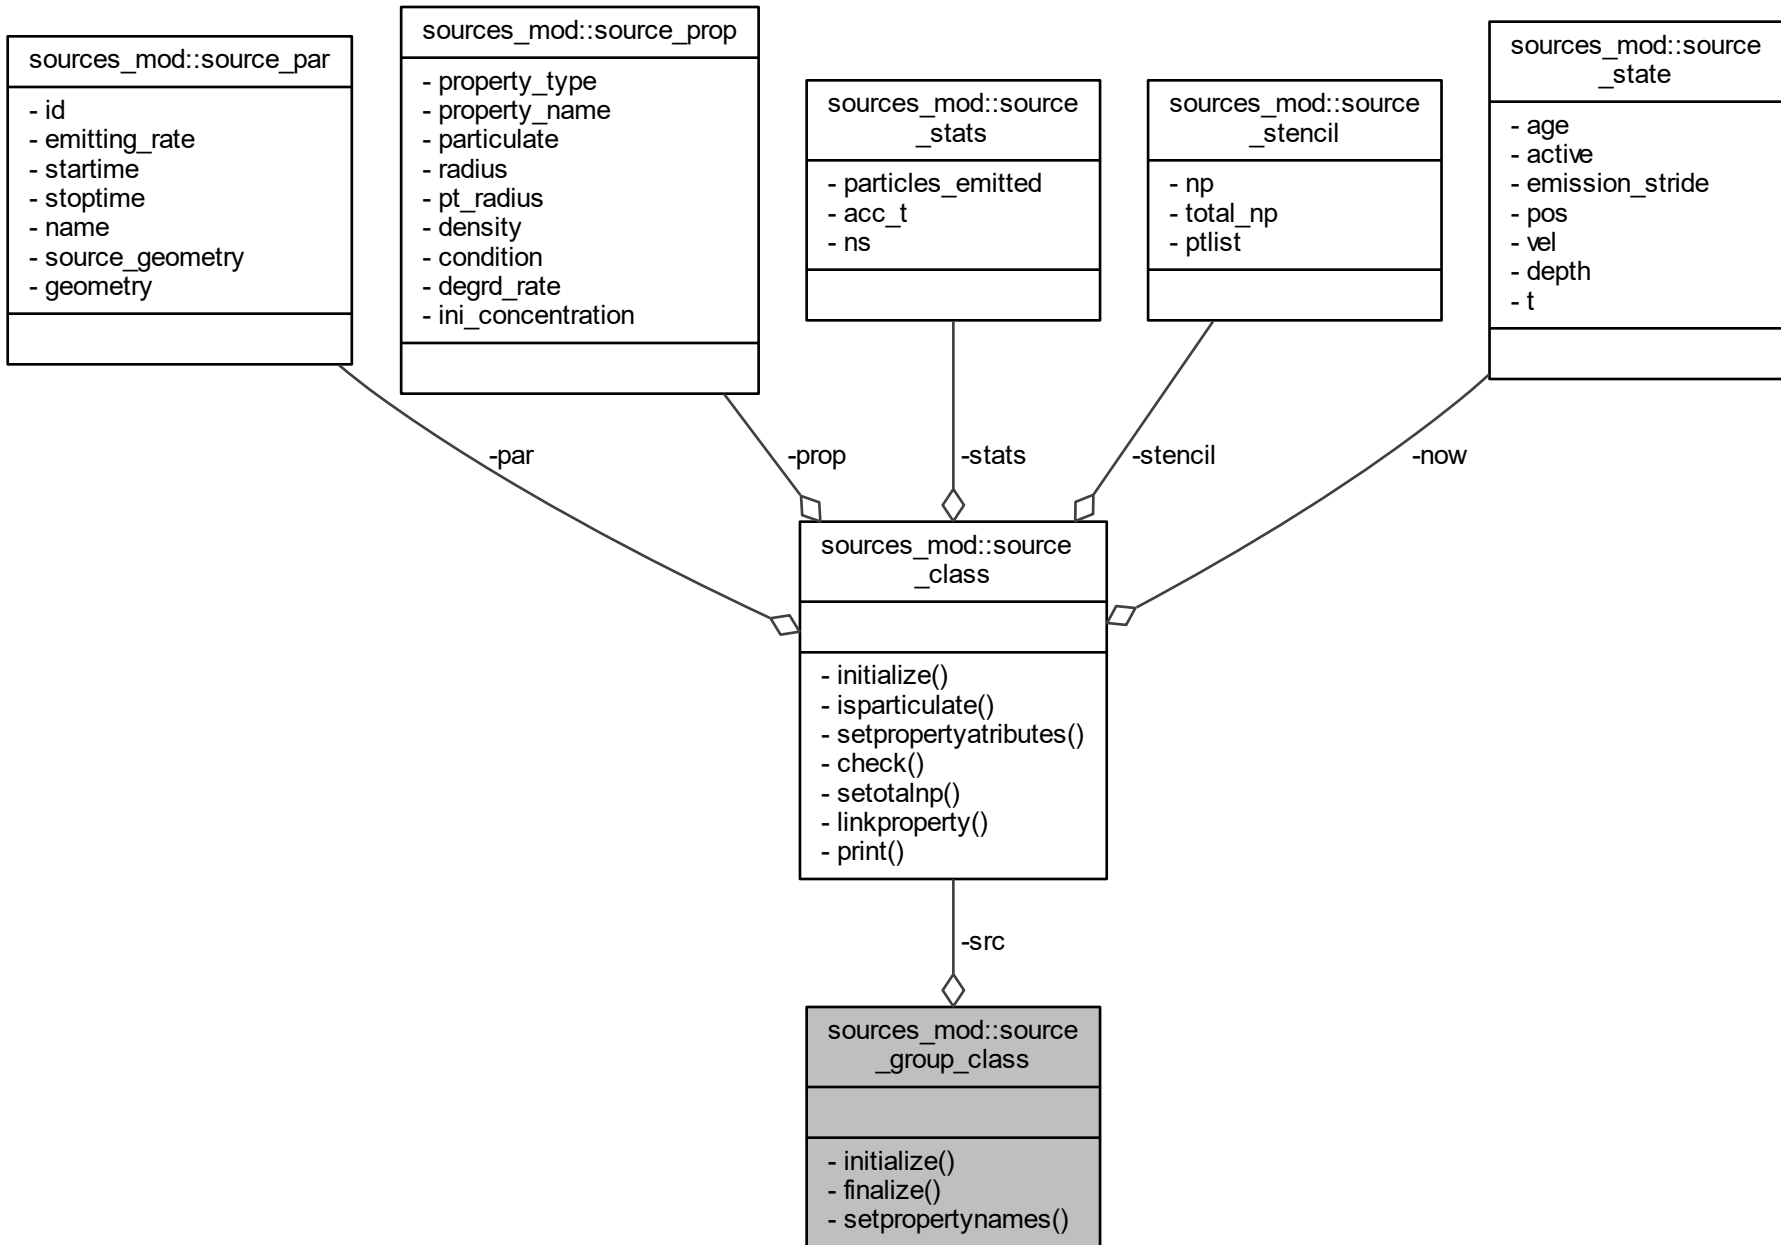 sources_mod::source_par
- id
- emitting_rate
- startime
- stoptime
- name
- source_geometry
- geometry
sources_mod::source_prop
- property_type
- property_name
- particulate
- radius
- pt_radius
- density
- condition
- degrd_rate
- ini_concentration
sources_mod::source
_stats
- particles_emitted
- acc_t
- ns
sources_mod::source
_stencil
- np
- total_np
- ptlist
sources_mod::source
_state
- age
- active
- emission_stride
- pos
- vel
- depth
- t
-par
-prop
-stats
-stencil
-now
sources_mod::source
_class
- initialize()
- isparticulate()
- setpropertyatributes()
- check()
- setotalnp()
- linkproperty()
- print()
-src
sources_mod::source
_group_class
- initialize()
- finalize()
- setpropertynames()